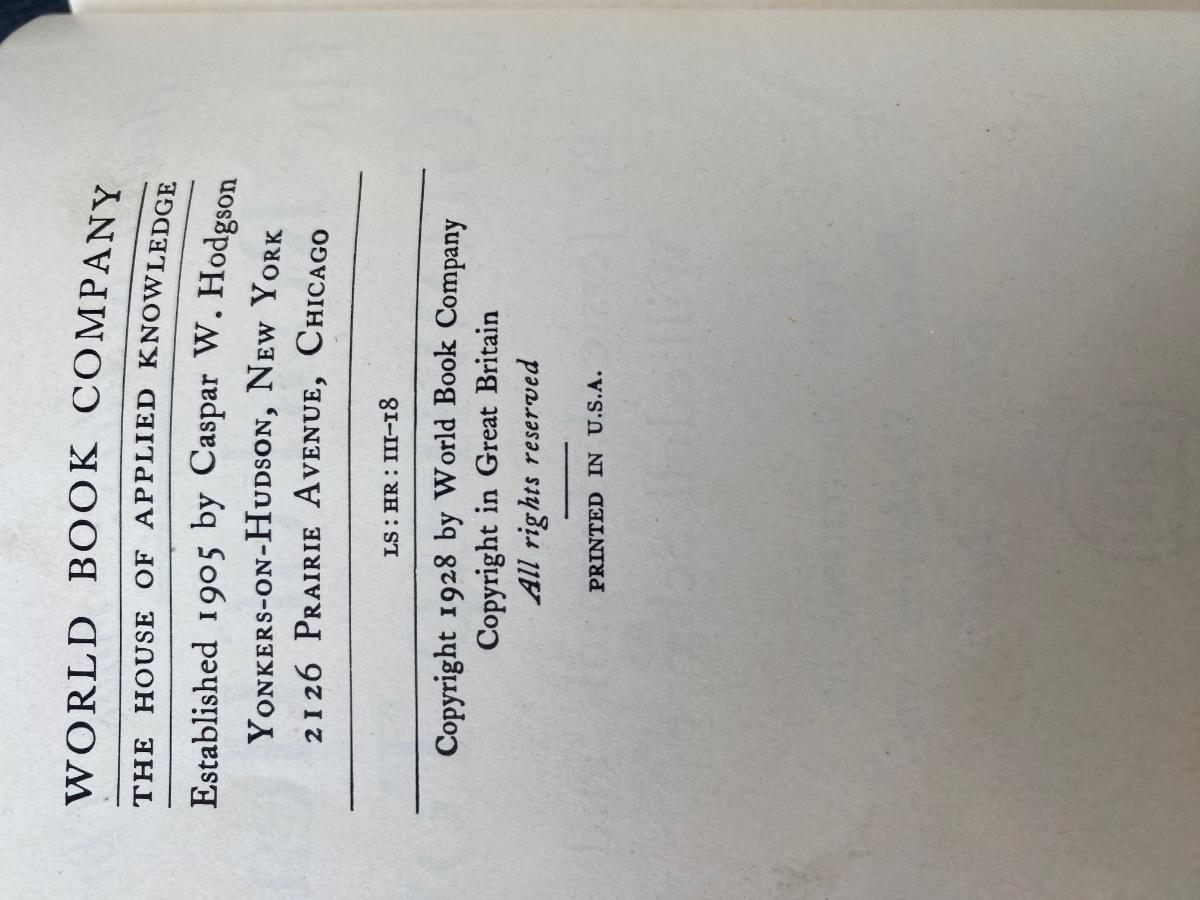 WORLD BOOK COMPANY
THE HOUSE OF APPLIED KNOWLEDGE
Established 1905 by Caspar W. Hodgson
YONKERS-ON-HUDSON, NEW YORK
2126 PRAIRIE AVENUE, CHICAGO
LS: HR: III-18
Copyright 1928 by World Book Company
Copyright in Great Britain
All rights reserved
PRINTED IN U.S.A.